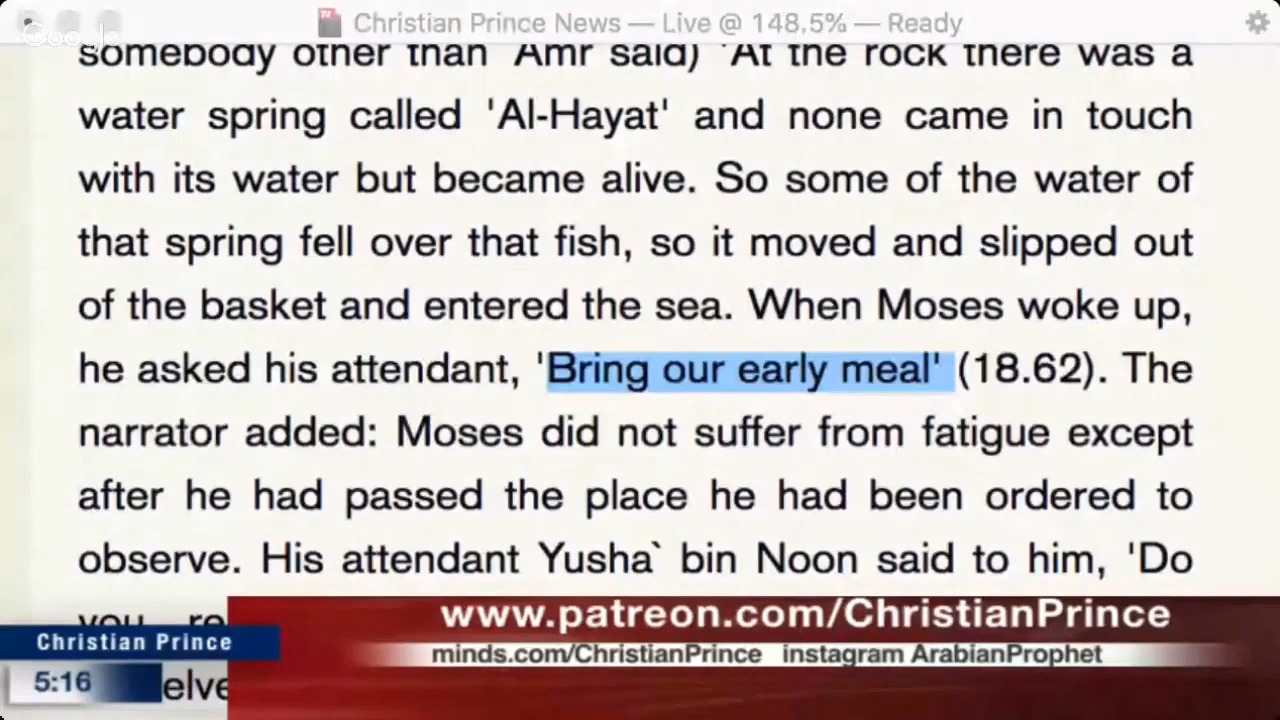 Google
Christian Prince News — Live @ 148.5% — Ready
somebody other than 'Amr said) 'At the rock there was a
water spring called 'Al-Hayat' and none came in touch
with its water but became alive. So some of the water of
that spring fell over that fish, so it moved and slipped out
of the basket and entered the sea. When Moses woke up,
he asked his attendant, 'Bring our early meal' (18.62). The
narrator added: Moses did not suffer from fatigue except
after he had passed the place he had been ordered to
observe. His attendant Yusha` bin Noon said to him, 'Do
you re
www.patreon.com/ChristianPrince
Christian Prince
minds.com/ChristianPrince instagram ArabianProphet
5:16
elve